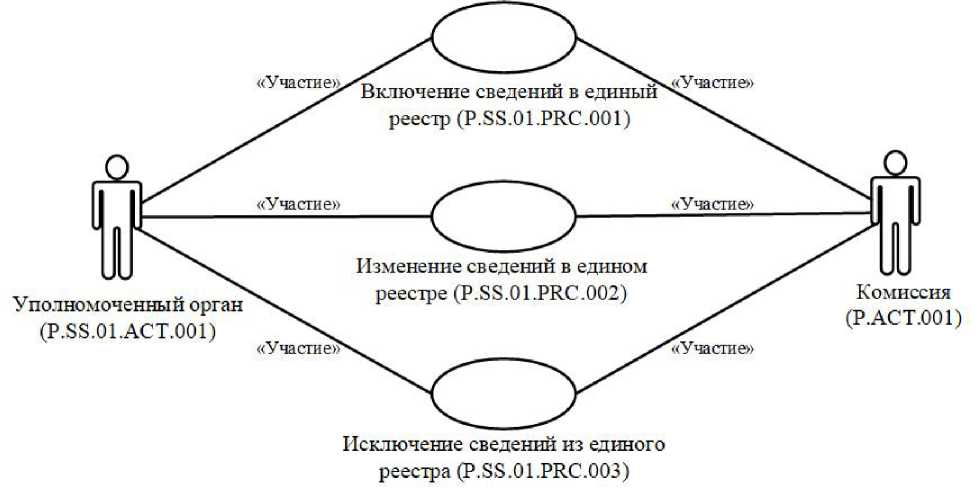 «Участие»
«Участие»
Включение сведений в единый
реестр (P.SS.01.PRC.001)
«Участие»
«Участие»
Изменение сведений в едином
реестре (P.SS.01.PRC.002)
Уполномоченный орган
(P.SS.01.ACT.001)
Комиссия
(P.ACT.001)
«Участие»
«Участие»
Исключение сведений из единого
реестра (P.SS.01.PRC.003)